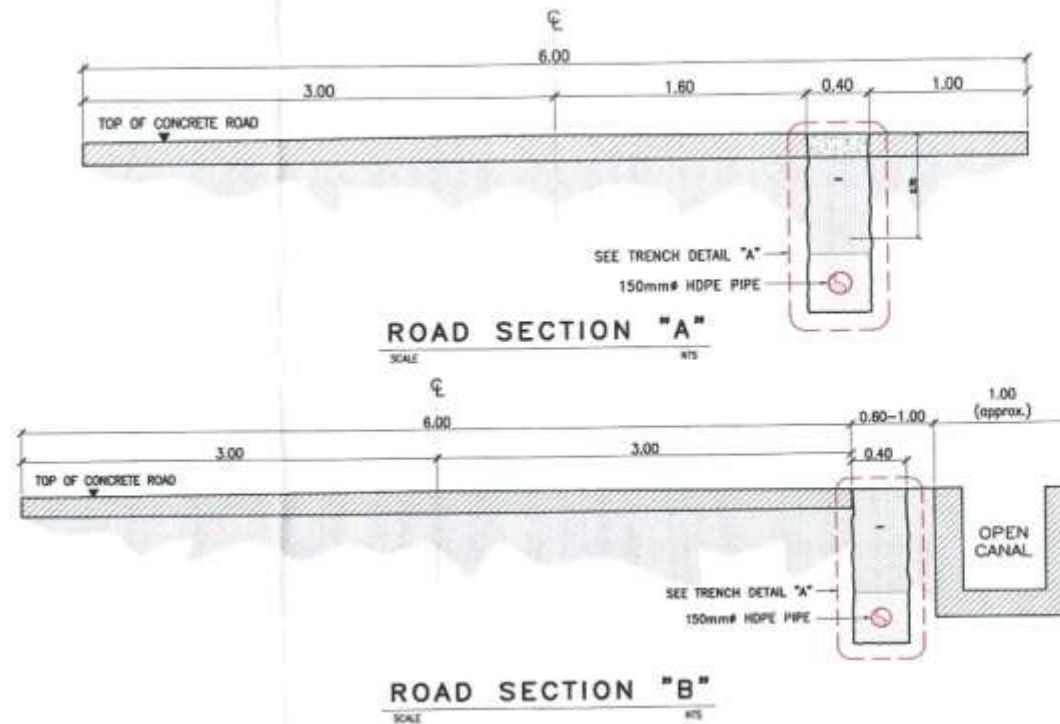 ℄
6.00
3.00 1.60 0.40 1.00
TOP OF CONCRETE ROAD
SEE TRENCH DETAIL "A"
150mmø HDPE PIPE
ROAD SECTION "A"
SCALE NTS
℄
1.00
(approx.)
6.00 0.60-1.00
3.00 3.00 0.40
TOP OF CONCRETE ROAD
OPEN
CANAL
SEE TRENCH DETAIL "A"
150mmø HDPE PIPE
ROAD SECTION "B"
SCALE NTS